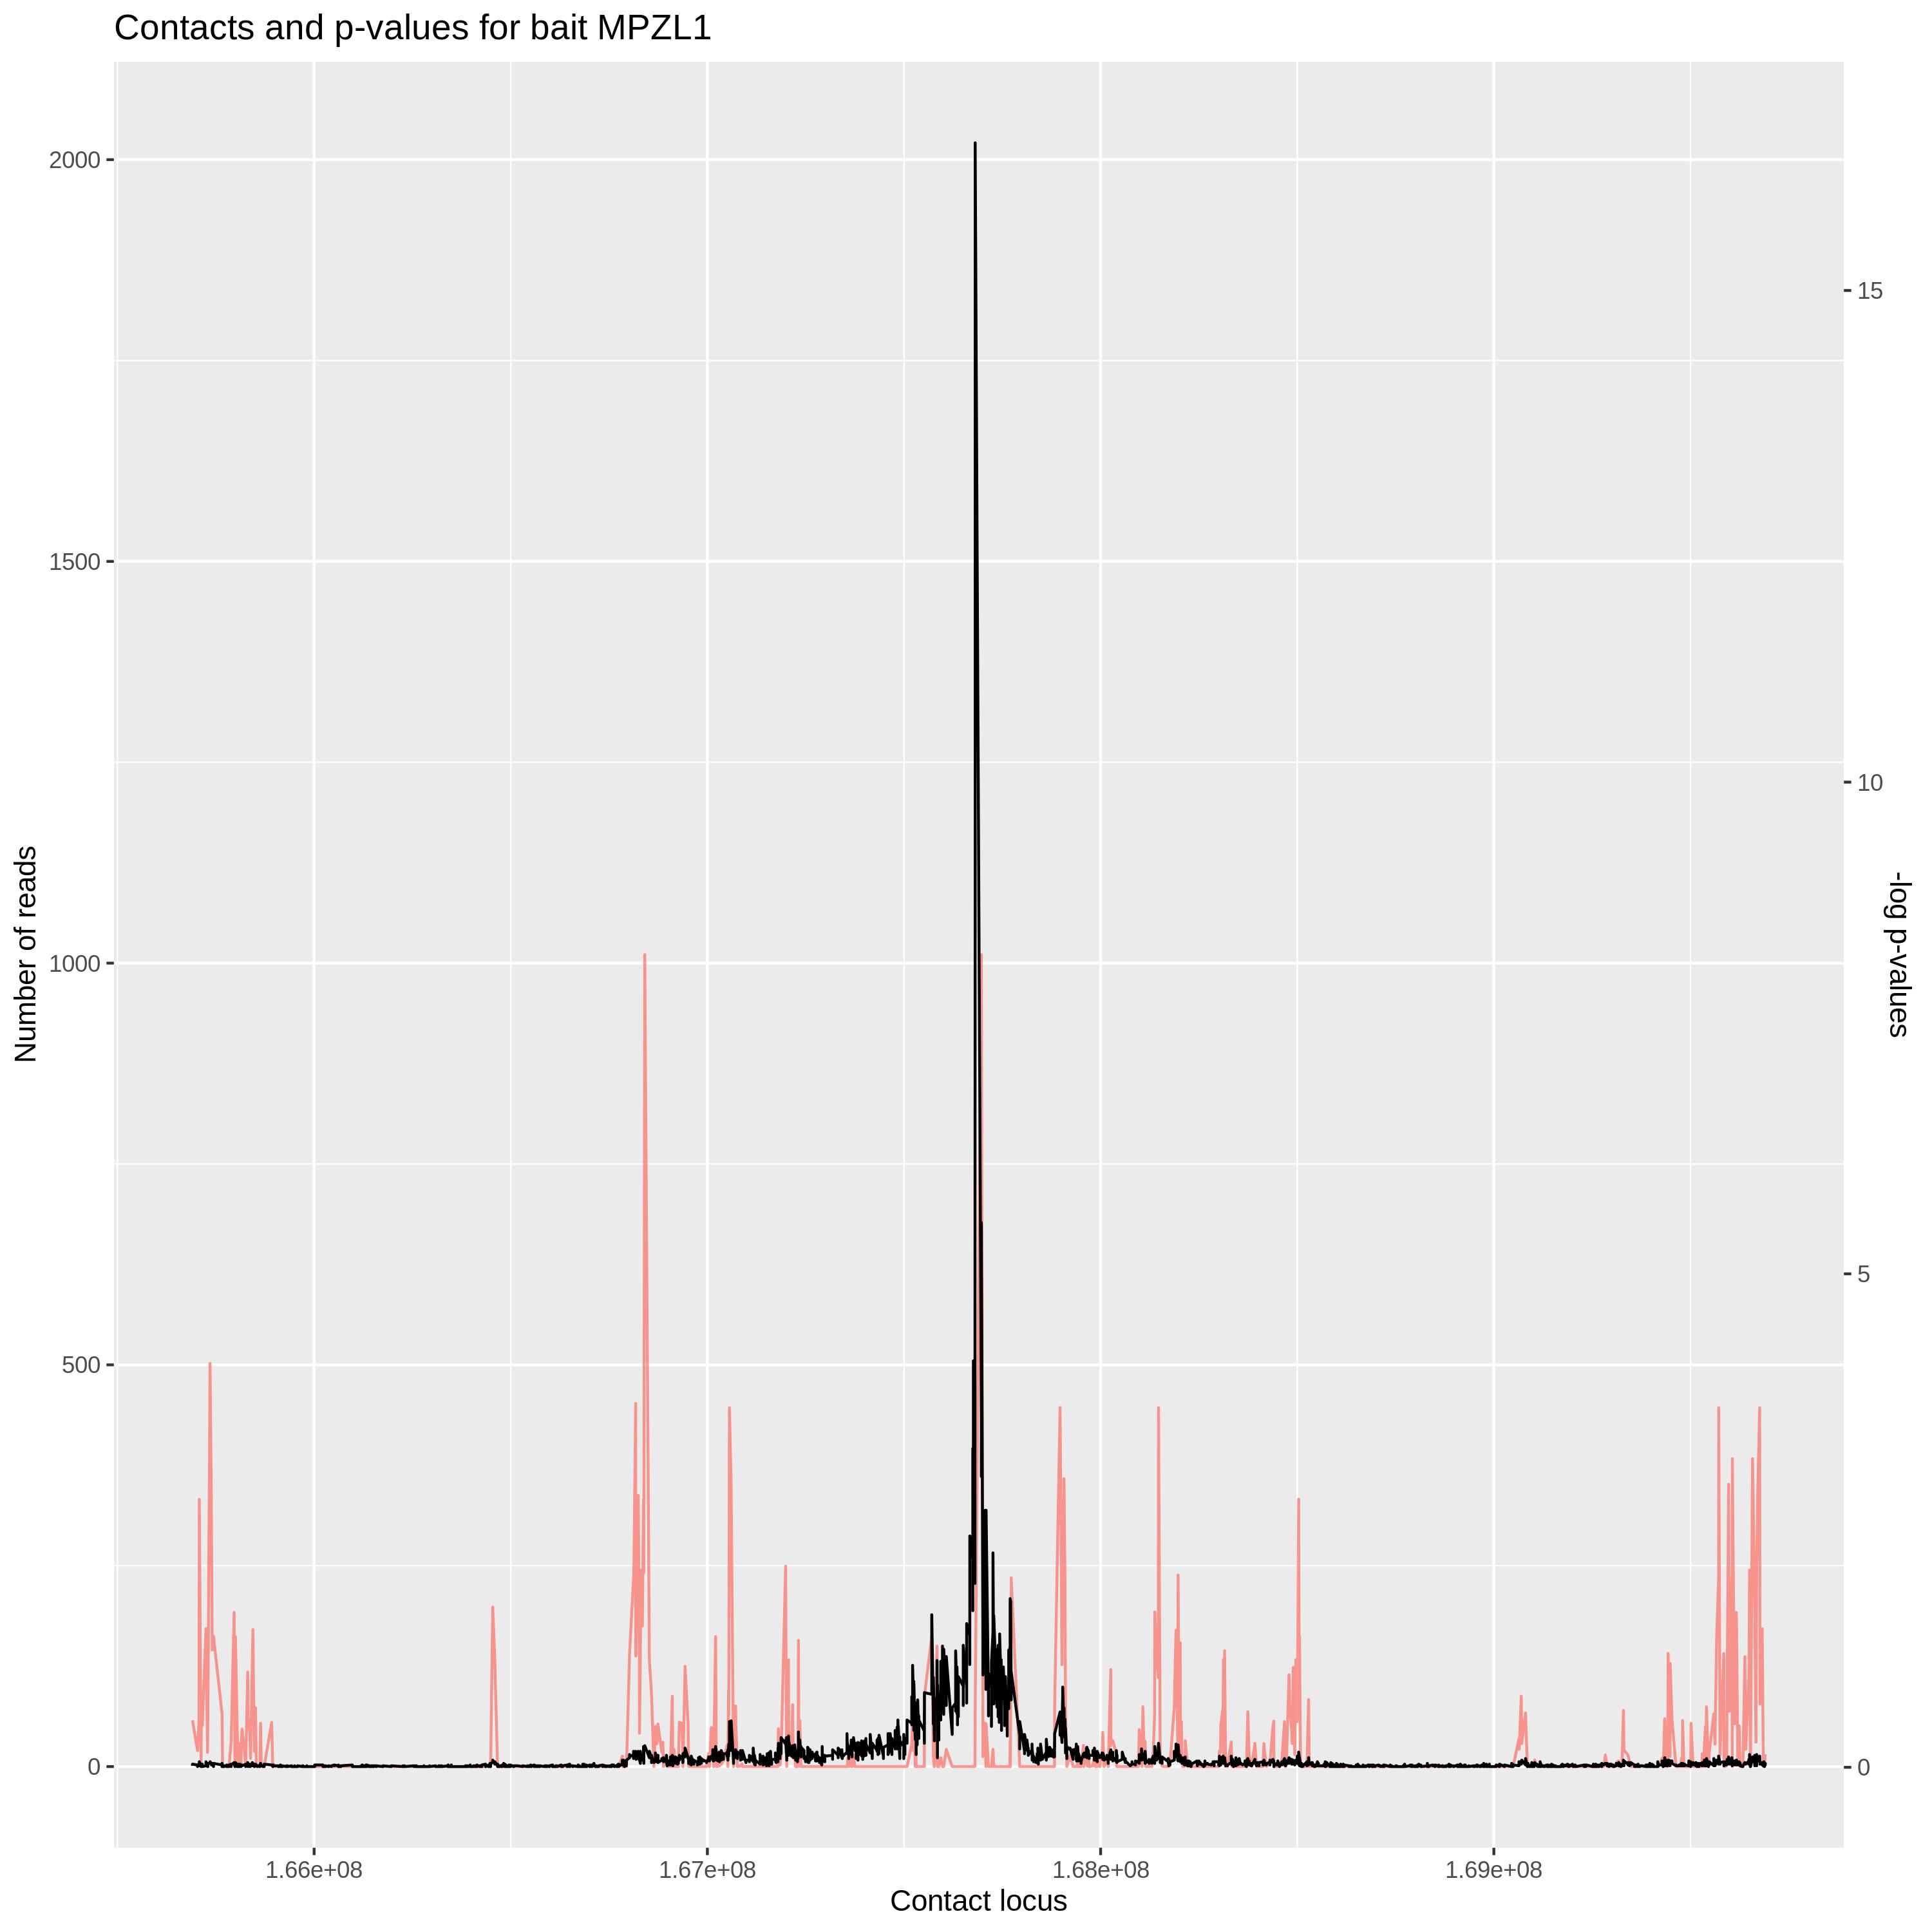 Contacts and p-values for bait MPZL1
2000
1500
1000
500
0
Number of reads
15
10
5
0
-log p-values
1.66e+08
1.67e+08
1.68e+08
1.69e+08
Contact locus